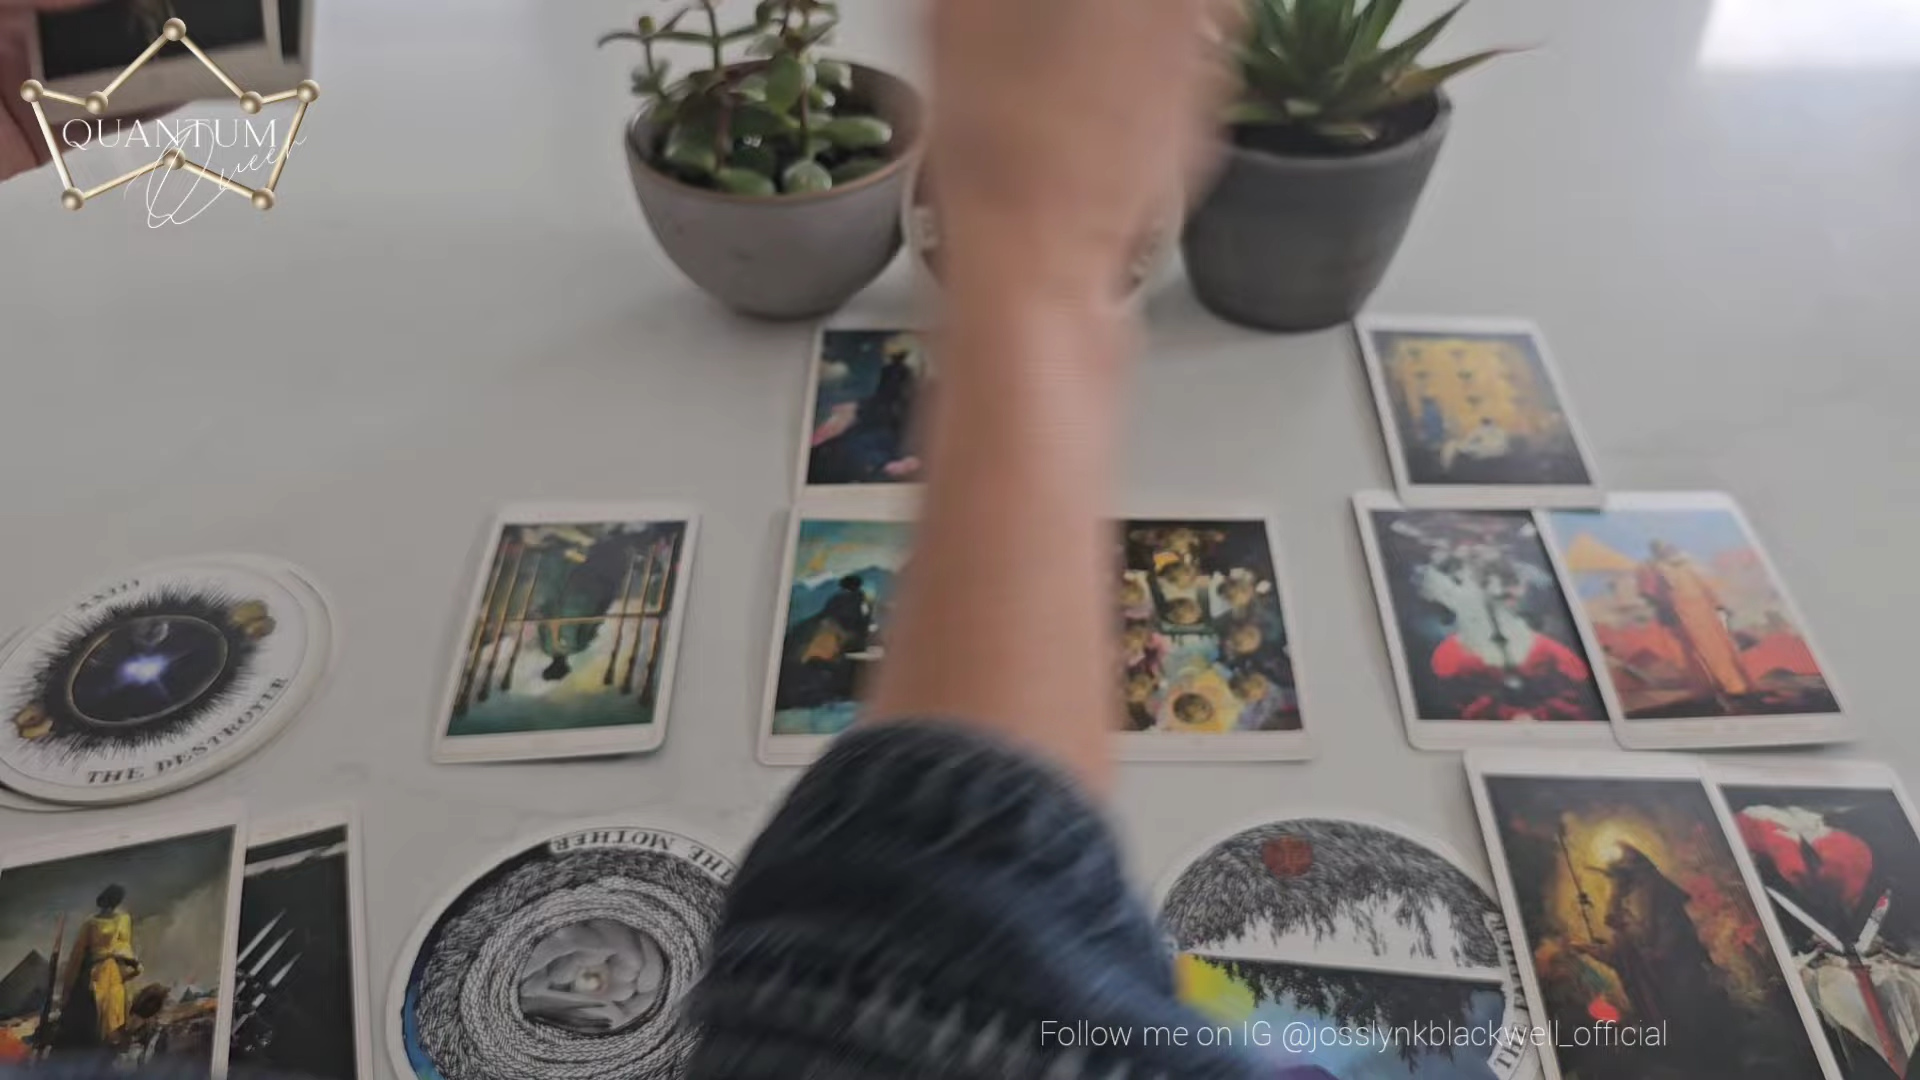 QUANTUM
Queen
THE DESTROYER
THE MOTHER
Follow me on IG @josslynkblackwell_official